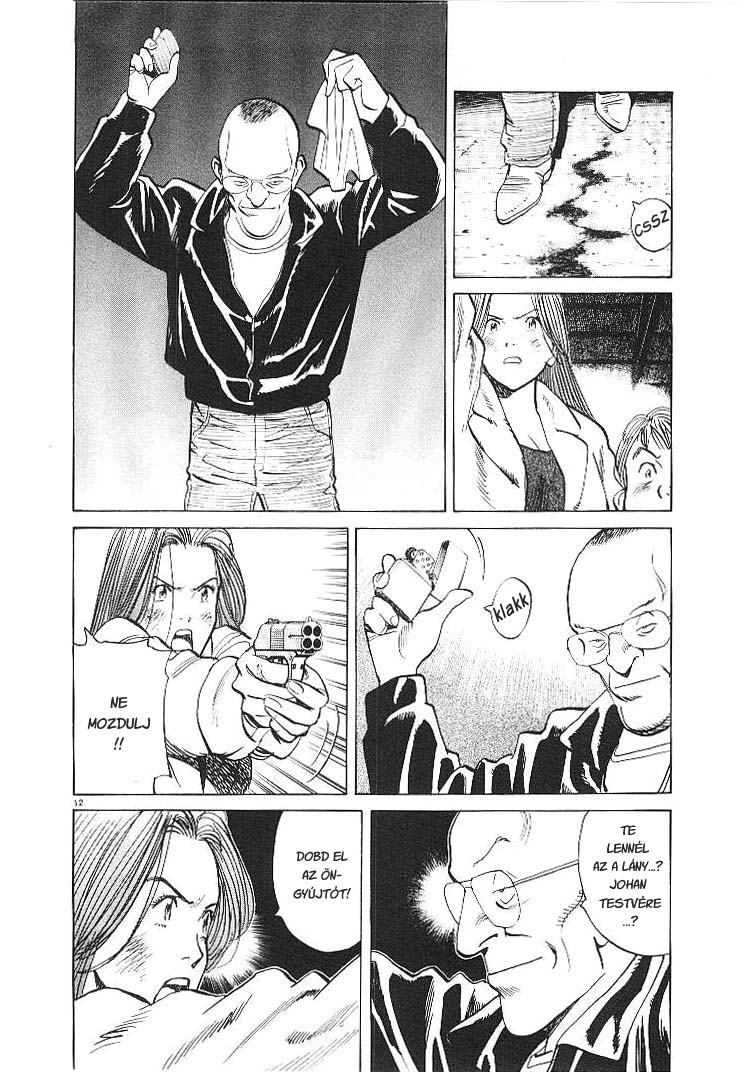 CSSZ
klakk
NE
MOZDULJ
!!
12
TE
LENNÉL
AZ A LÁNY...?
JOHAN
TESTVÉRE
...?
DOBD EL
AZ ÖN-
GYÚJTÓT!